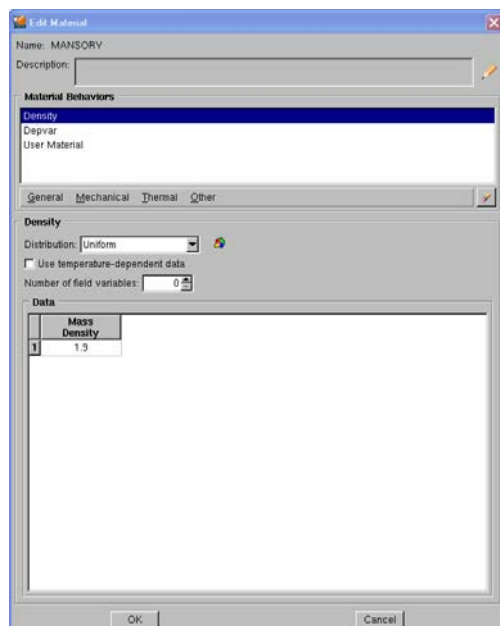 Edit Material
Name: MANSORY
Description:
Material Behaviors
Density
Depvar
User Material
General Mechanical Thermal Other
Density
Distribution: Uniform
Use temperature-dependent data
Number of field variables: 0
Data
Mass
Density
1 1.9
OK Cancel